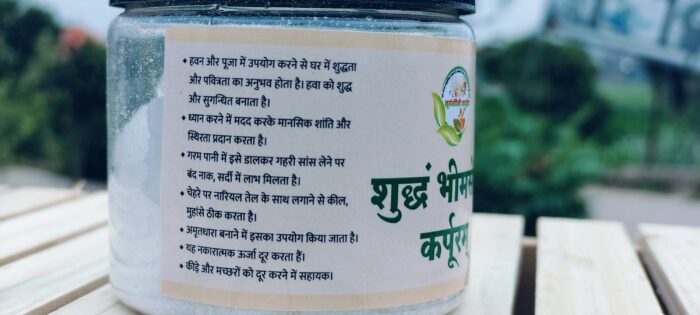 • हवन और पूजा में उपयोग करने से घर में शुद्धता
और पवित्रता का अनुभव होता है। हवा को शुद्ध
और सुगन्धित बनाता है।
• ध्यान करने में मदद करके मानसिक शांति और
स्थिरता प्रदान करता है।
• गरम पानी में इसे डालकर गहरी सांस लेने पर
बंद नाक, सर्दी में लाभ मिलता है।
• चेहरे पर नारियल तेल के साथ लगाने से कील,
मुहांसे ठीक करता है।
• अमृतधारा बनाने में इसका उपयोग किया जाता है।
• यह नकारात्मक ऊर्जा दूर करता हैं।
• कीड़े और मच्छरों को दूर करने में सहायक।
शुद्धं
कर्पूरम्